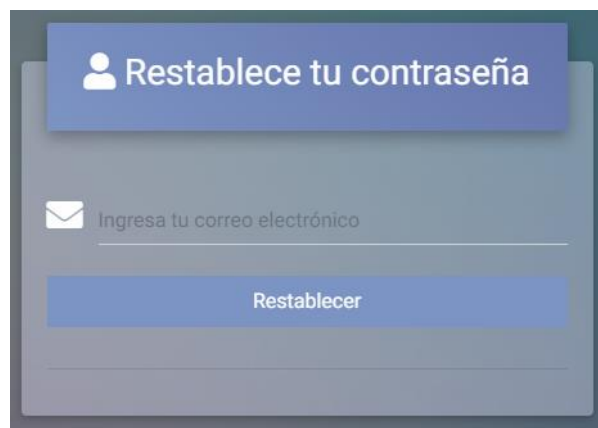 Restablece tu contraseña
Ingresa tu correo electrónico
Restablecer